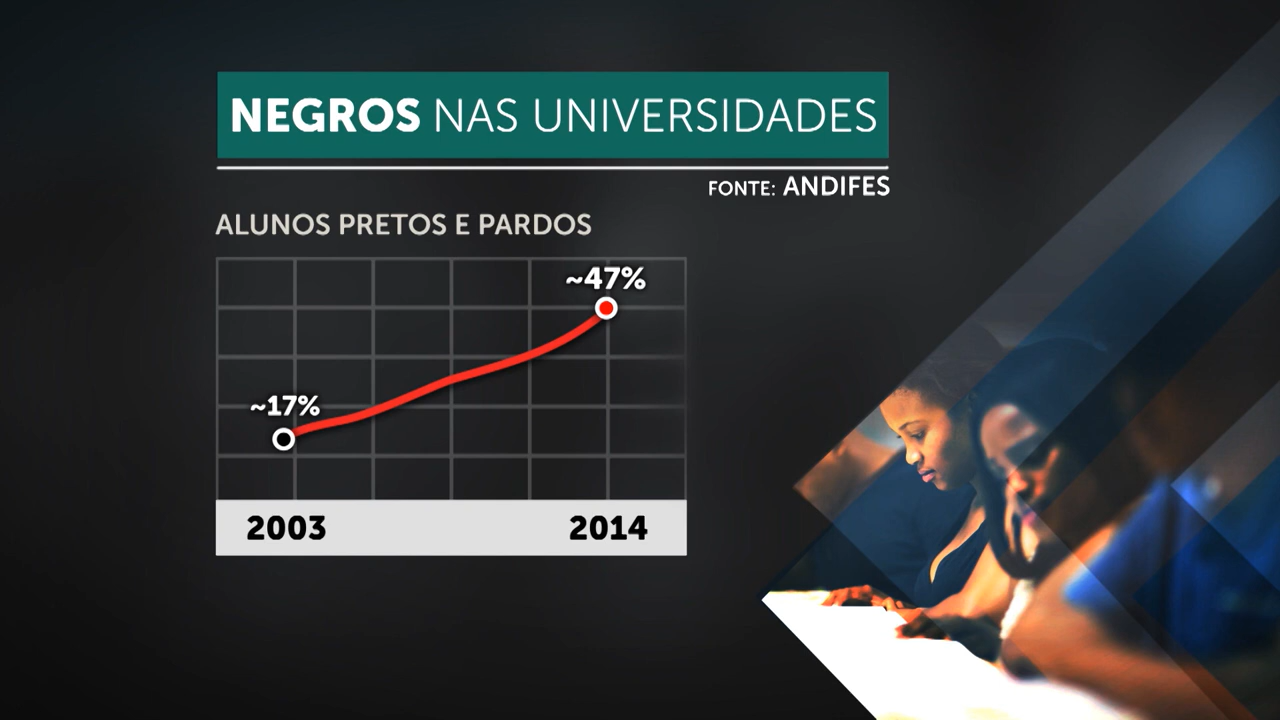 NEGROS NAS UNIVERSIDADES
FONTE: ANDIFES
ALUNOS PRETOS E PARDOS
~47%
~17%
2003 2014